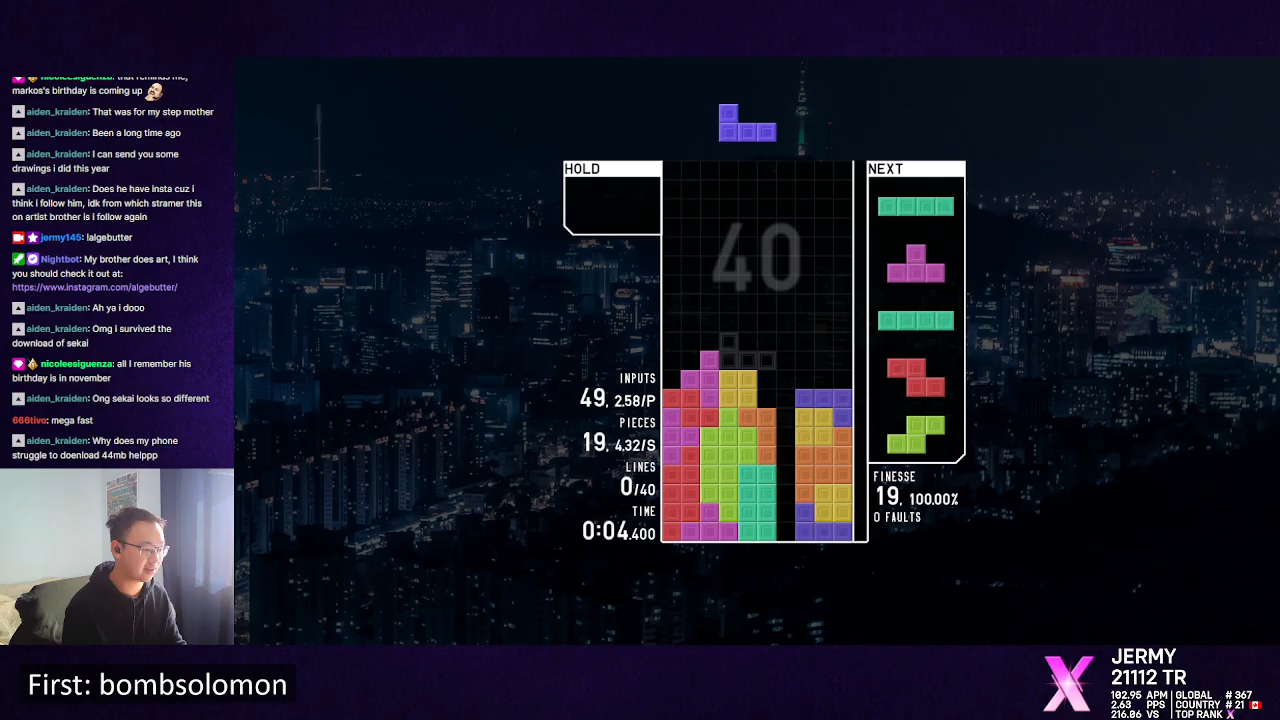 nicoleesiguenza: that reminds me,
markos's birthday is coming up
aiden_kraiden: Tht was for my step mother
aiden_kraiden: Been a long time ago
aiden_kraiden: I can send you some
drawings i did this year
aiden_kraiden: Does he have insta cuz i
think i follow him, idk from which stramer this
on artist brother is i follow again
jermy145: !algebutter
Nightbot: My brother does art, I think
you should check it out at:
https://www.instagram.com/algebutter/
aiden_kraiden: Ah ya i dooo
aiden_kraiden: Omg i survived the
download of sekai
nicoleesiguenza: all I remember his
birthday is in november
aiden_kraiden: Ong sekai looks so different
666tivo: mega fast
aiden_kraiden: Why does my phone
struggle to doenload 44mb helppp
HOLD
NEXT
40
INPUTS
49, 2.58/P
PIECES
19, 4.32/S
LINES
0/40
TIME
0:04.400
FINESSE
19, 100.00%
0 FAULTS
First: bombsolomon
X
JERMY
21112 TR
102.95 APM | GLOBAL # 367
2.63 PPS | COUNTRY # 21
216.86 VS | TOP RANK X